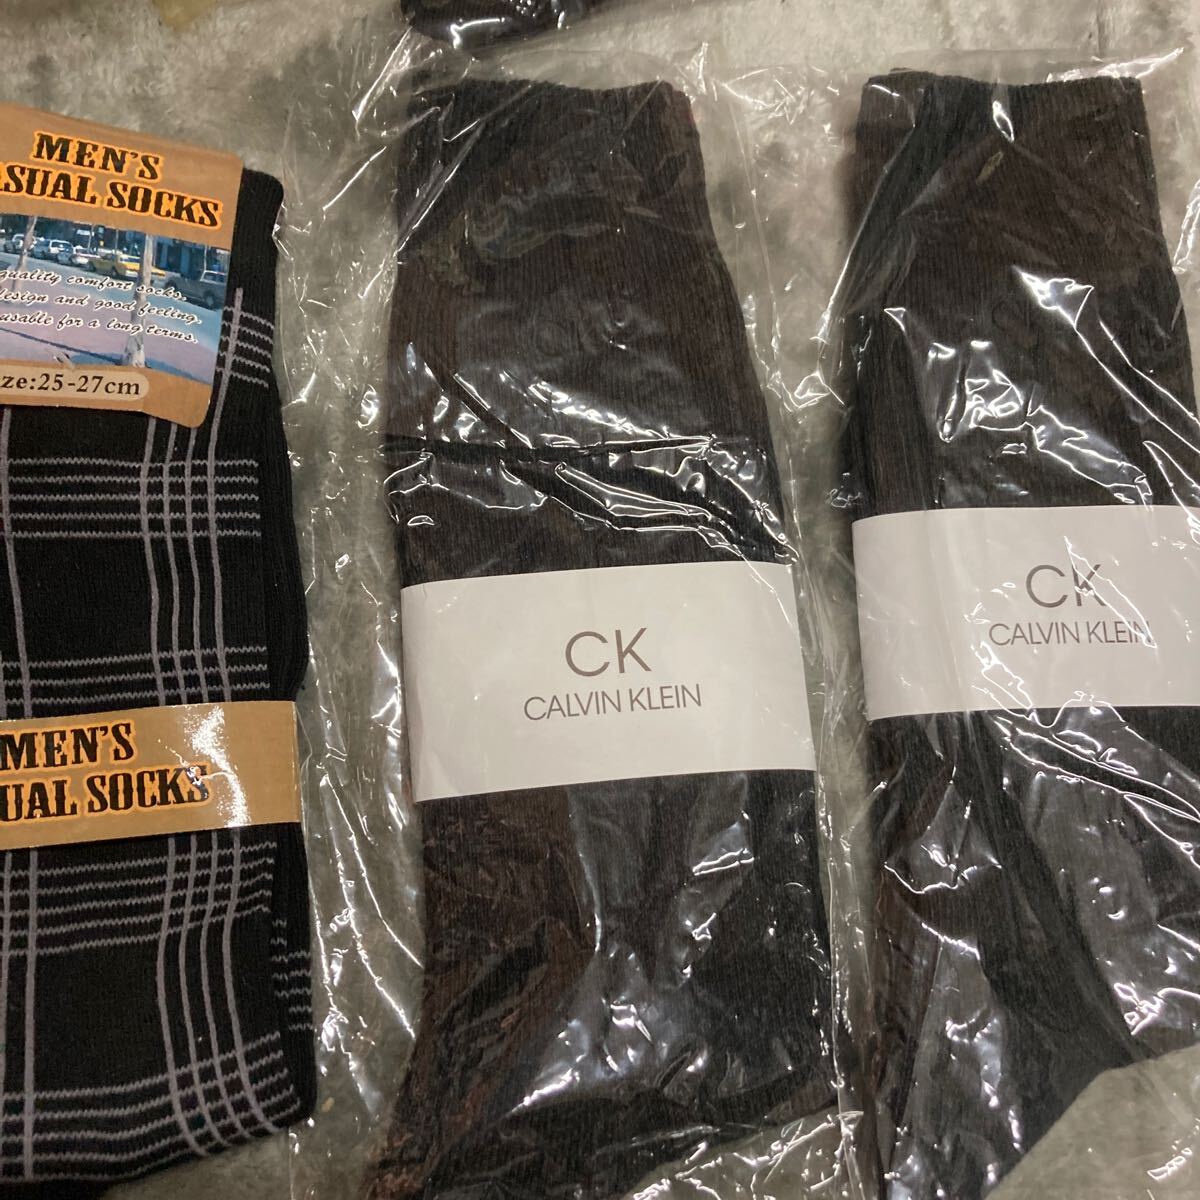 MEN'S
SUAL SOCKS
quality comfort socks.
design and good feeling.
usable for a long terms.
ze:25-27cm
MEN'S
UAL SOCKS
CK
CALVIN KLEIN
CK
CALVIN KLEIN